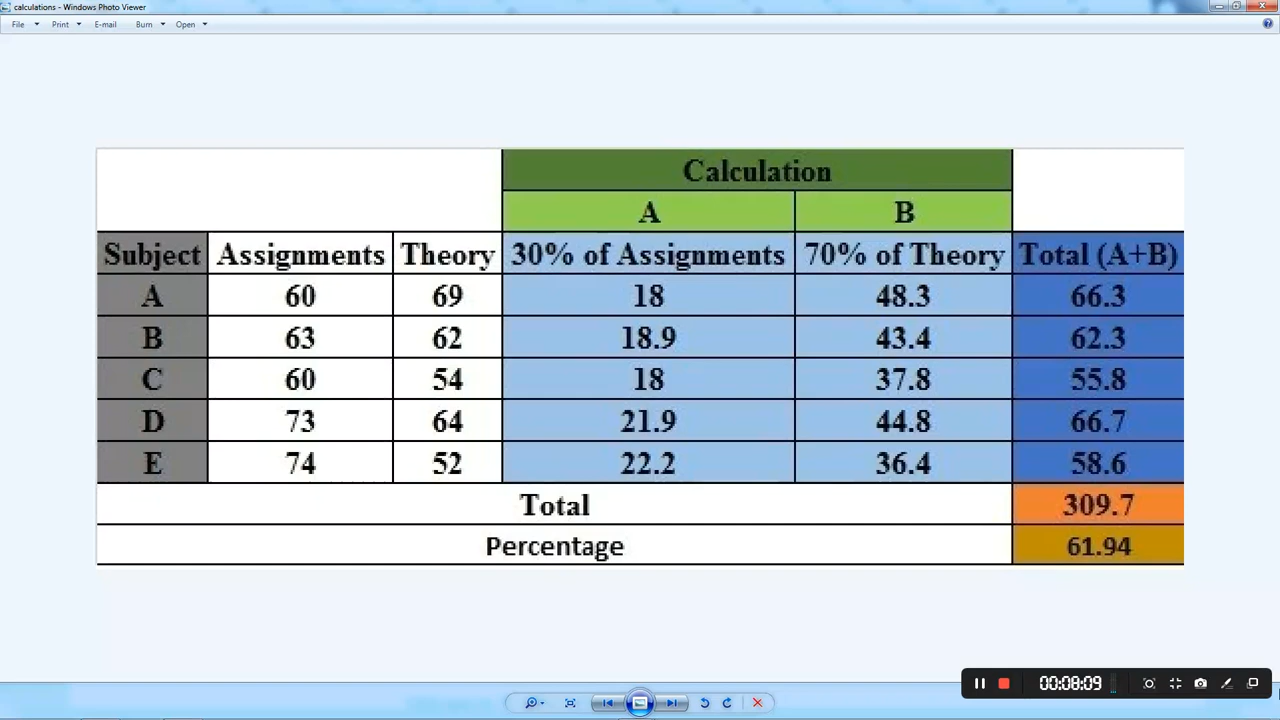 calculations - Windows Photo Viewer
File Print E-mail Burn Open
Calculation
A B
Subject Assignments Theory 30% of Assignments 70% of Theory Total (A+B)
A 60 69 18 48.3 66.3
B 63 62 18.9 43.4 62.3
C 60 54 18 37.8 55.8
D 73 64 21.9 44.8 66.7
E 74 52 22.2 36.4 58.6
Total 309.7
Percentage 61.94
00:08:09